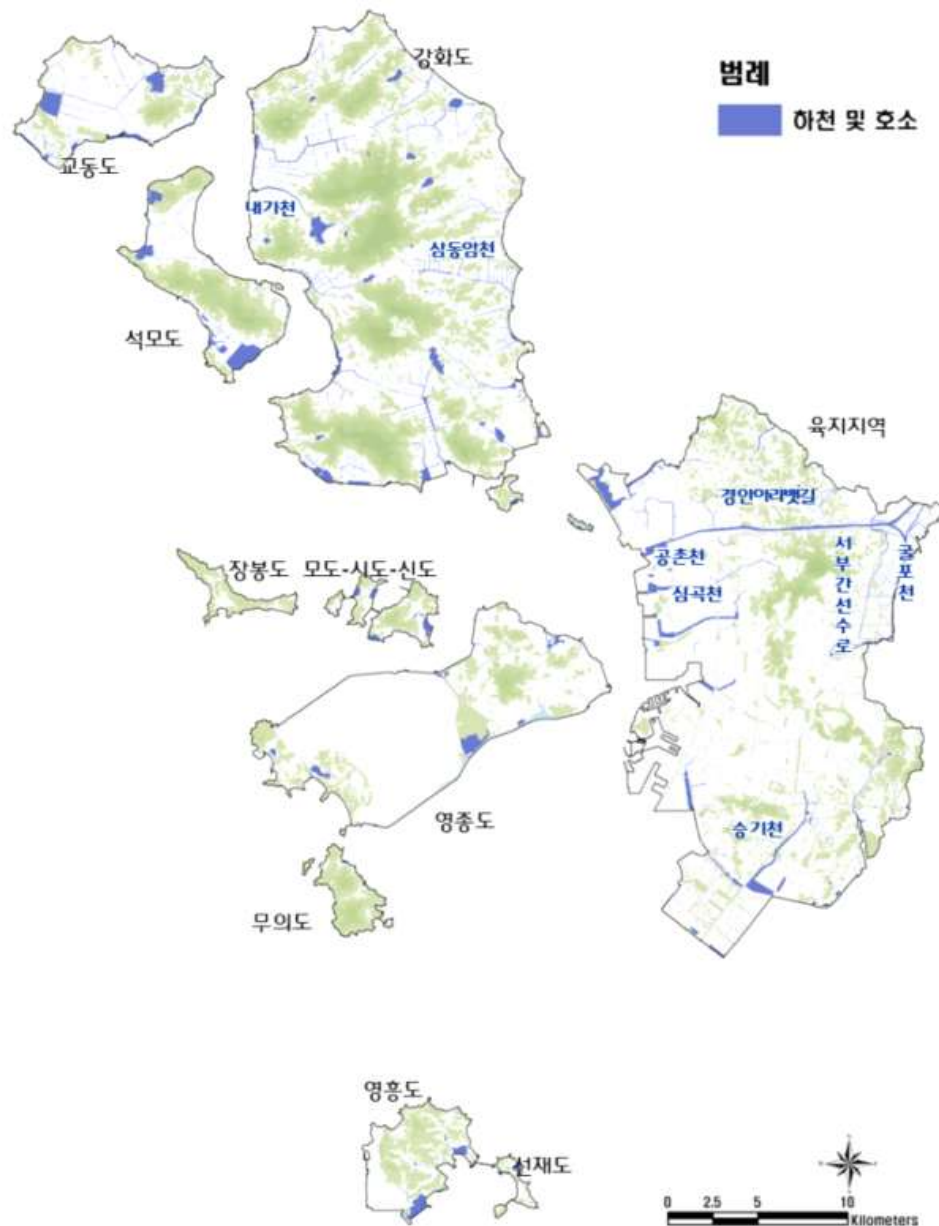 강화도
범례
하천 및 호소
교동도
내가천
삼동암천
석모도
육지지역
경인아라뱃길
공촌천
서부간선수로
굴포천
심곡천
장봉도
모도-시도-신도
영종도
승기천
무의도
영흥도
선재도
0 2.5 5 10
Kilometers